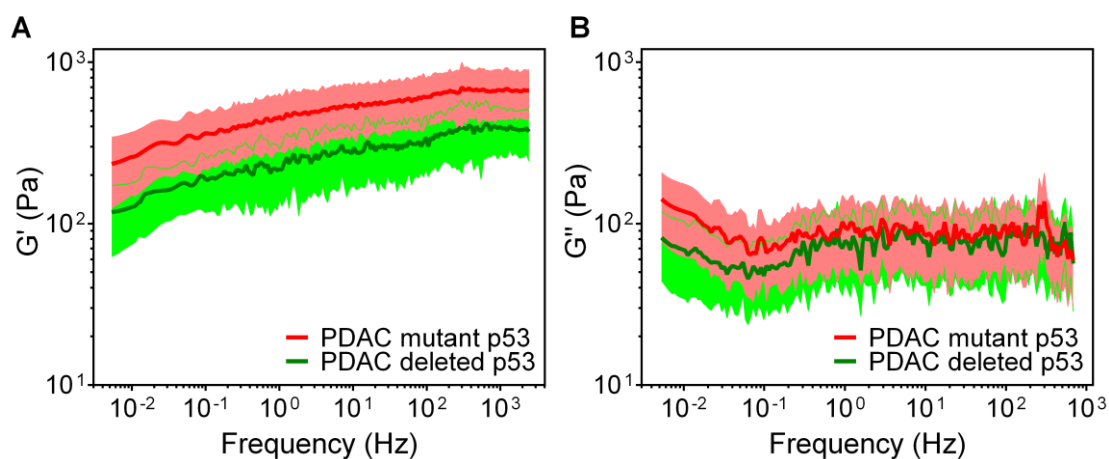 A
G' (Pa)
10³
10²
10¹
PDAC mutant p53
PDAC deleted p53
10⁻² 10⁻¹ 10⁰ 10¹ 10² 10³
Frequency (Hz)
B
G'' (Pa)
10³
10²
10¹
PDAC mutant p53
PDAC deleted p53
10⁻² 10⁻¹ 10⁰ 10¹ 10² 10³
Frequency (Hz)